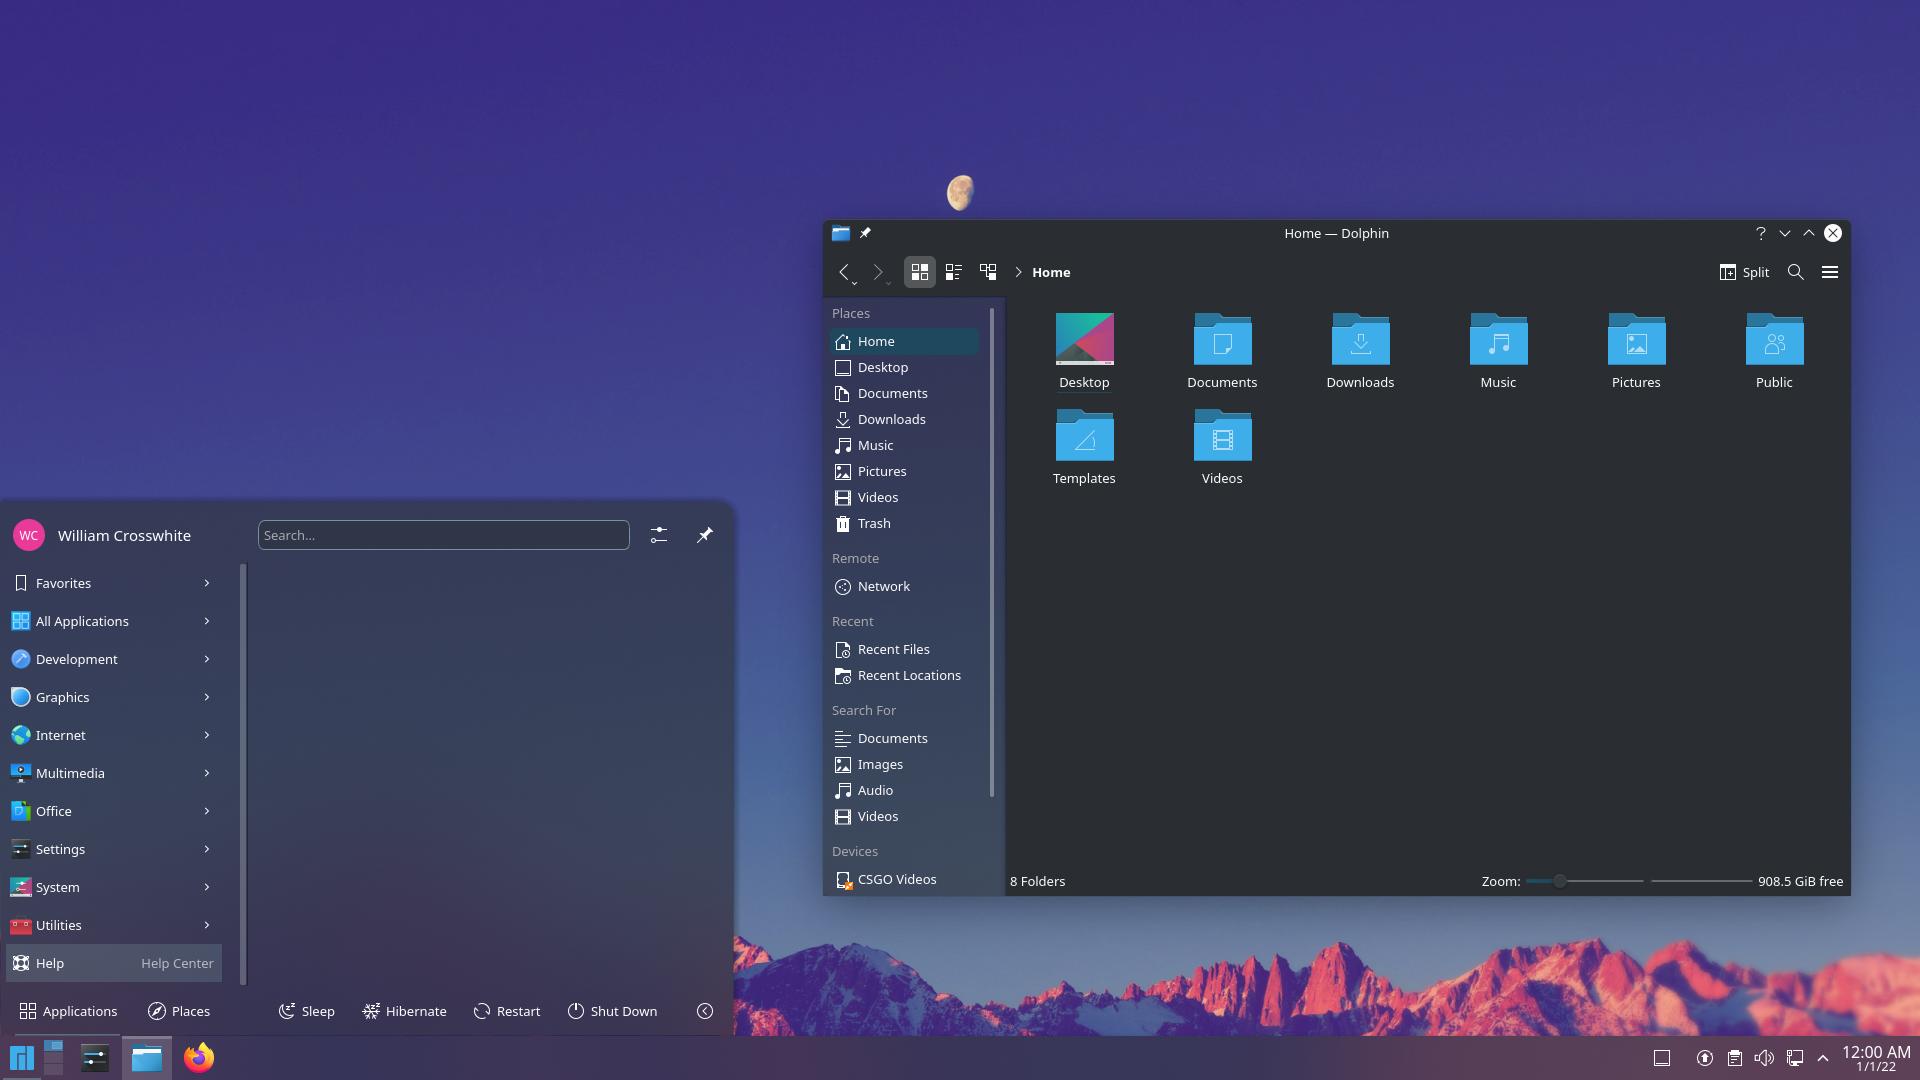 Home — Dolphin
Home
Split
Places
Home
Desktop
Documents
Downloads
Music
Pictures
Videos
Trash
Remote
Network
Recent
Recent Files
Recent Locations
Search For
Documents
Images
Audio
Videos
Devices
CSGO Videos
Desktop
Documents
Downloads
Music
Pictures
Public
Templates
Videos
8 Folders
Zoom:
908.5 GiB free
WC
William Crosswhite
Search...
Favorites
All Applications
Development
Graphics
Internet
Multimedia
Office
Settings
System
Utilities
Help
Help Center
Applications
Places
Sleep
Hibernate
Restart
Shut Down
12:00 AM
1/1/22